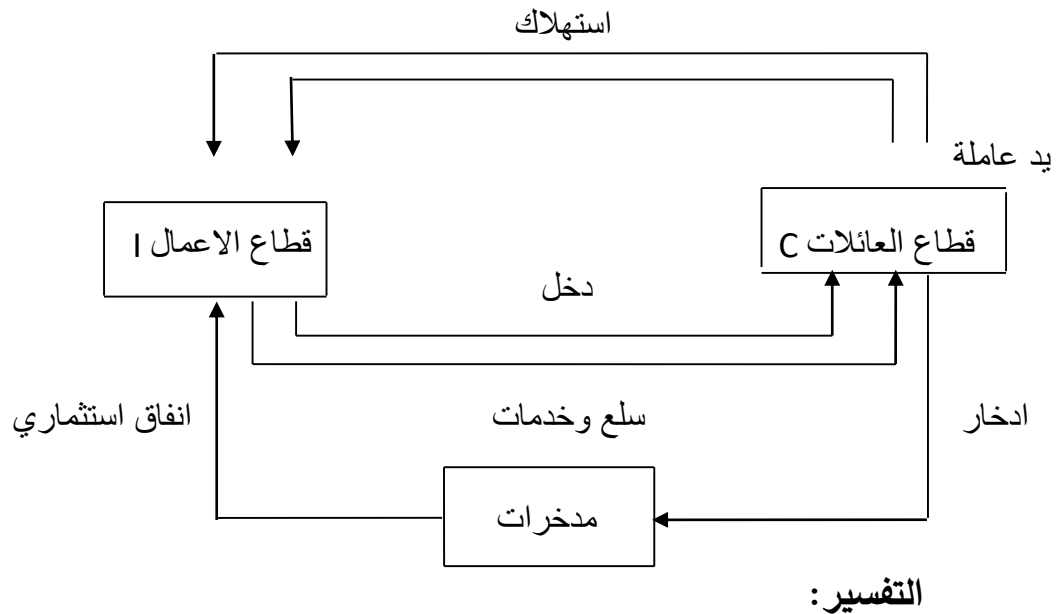 استهلاك
يد عاملة
قطاع العائلات C
قطاع الاعمال I
دخل
ادخار
سلع وخدمات
انفاق استثماري
مدخرات
التفسير: